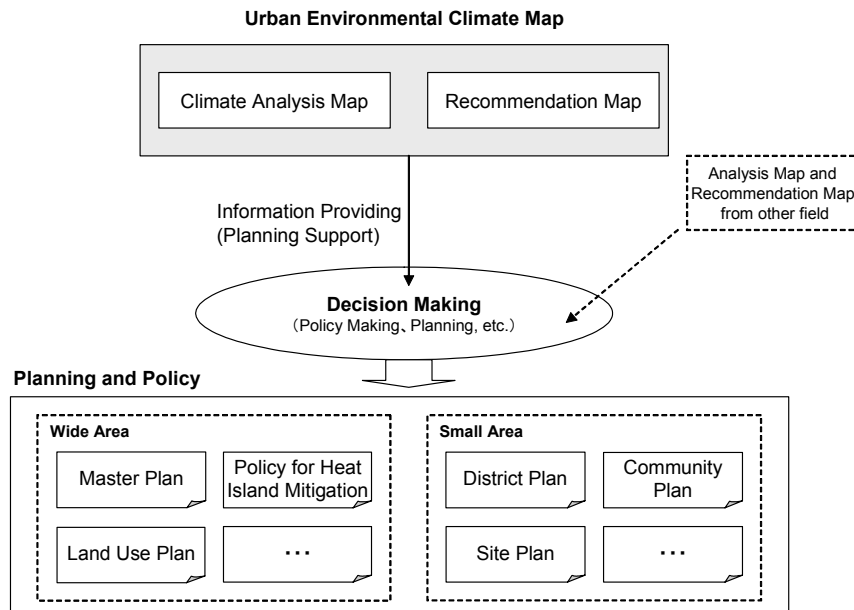 Urban Environmental Climate Map
Climate Analysis Map
Recommendation Map
Analysis Map and
Recommendation Map
from other field
Information Providing
(Planning Support)
Decision Making
（Policy Making、Planning, etc.）
Planning and Policy
Wide Area
Master Plan
Policy for Heat
Island Mitigation
Land Use Plan
･･･
Small Area
District Plan
Community
Plan
Site Plan
･･･